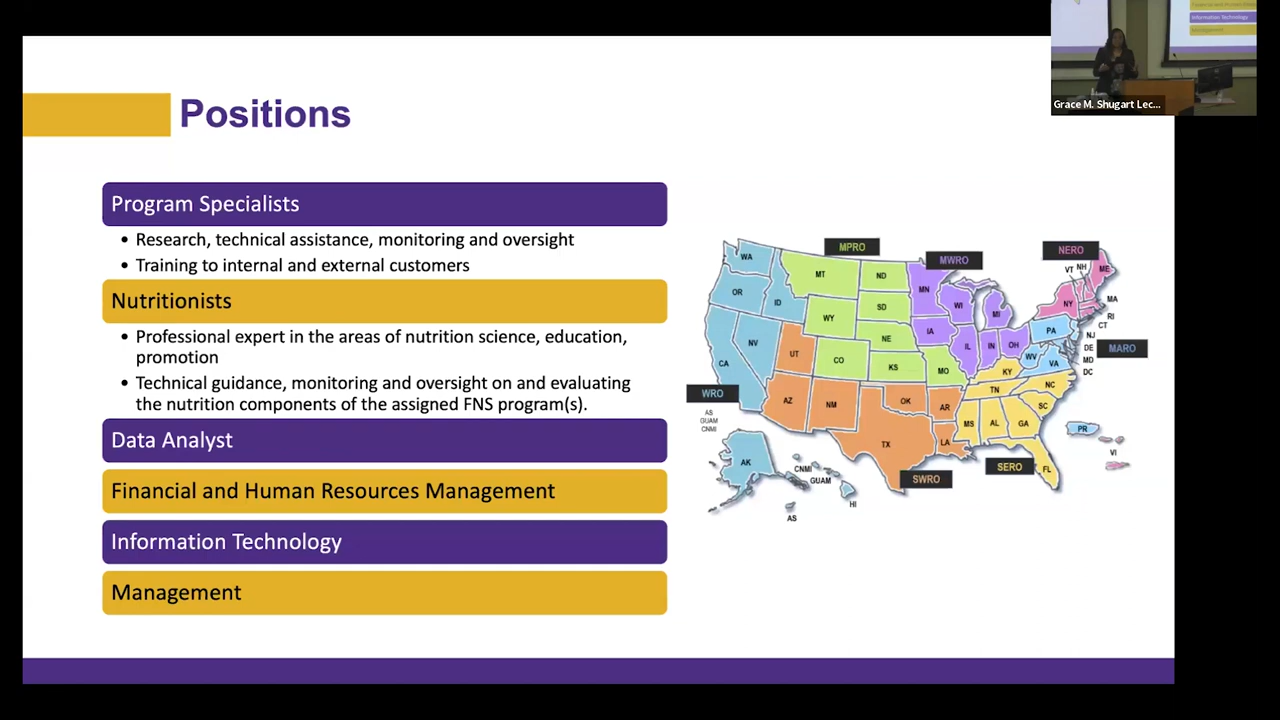 Positions
Program Specialists
• Research, technical assistance, monitoring and oversight
• Training to internal and external customers
Nutritionists
• Professional expert in the areas of nutrition science, education,
promotion
• Technical guidance, monitoring and oversight on and evaluating
the nutrition components of the assigned FNS program(s).
Data Analyst
Financial and Human Resources Management
Information Technology
Management
MPRO
MWRO
NERO
MARO
WRO
SWRO
SERO
WA
OR
ID
CA
NV
AK
HI
AS
GUAM
CNMI
CNMI
GUAM
AS
MT
ND
SD
WY
NE
CO
KS
MO
UT
AZ
NM
OK
AR
TX
LA
MN
WI
MI
IA
IL
IN
OH
KY
TN
NC
SC
MS
AL
GA
FL
VT
NH
ME
NY
MA
RI
CT
PA
NJ
DE
MD
DC
WV
VA
PR
VI
Grace M. Shugart Lec...
Information Technology
Management